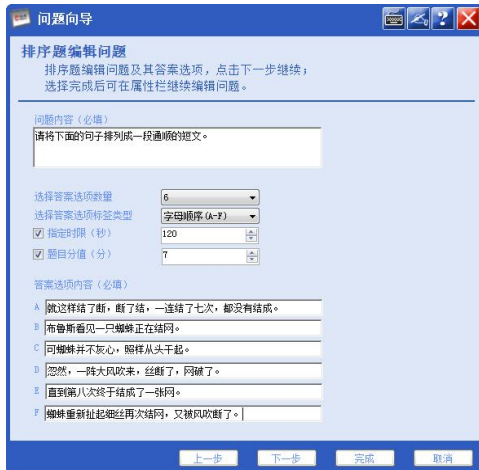 问题向导
排序题编辑问题
排序题编辑问题及其答案选项，点击下一步继续；
选择完成后可在属性栏继续编辑问题。
问题内容（必填）
请将下面的句子排列成一段通顺的短文。
选择答案选项数量 6
选择答案选项标签类型 字母顺序(A-F)
指定时限（秒） 120
题目分值（分） 7
答案选项内容（必填）
A 就这样结了断，断了结，一连结了七次，都没有结成。
B 布鲁斯看见一只蜘蛛正在结网。
C 可蜘蛛并不灰心，照样从头干起。
D 忽然，一阵大风吹来，丝断了，网破了。
E 直到第八次终于结成了一张网。
F 蜘蛛重新扯起细丝再次结网，又被风吹断了。
上一步 下一步 完成 取消